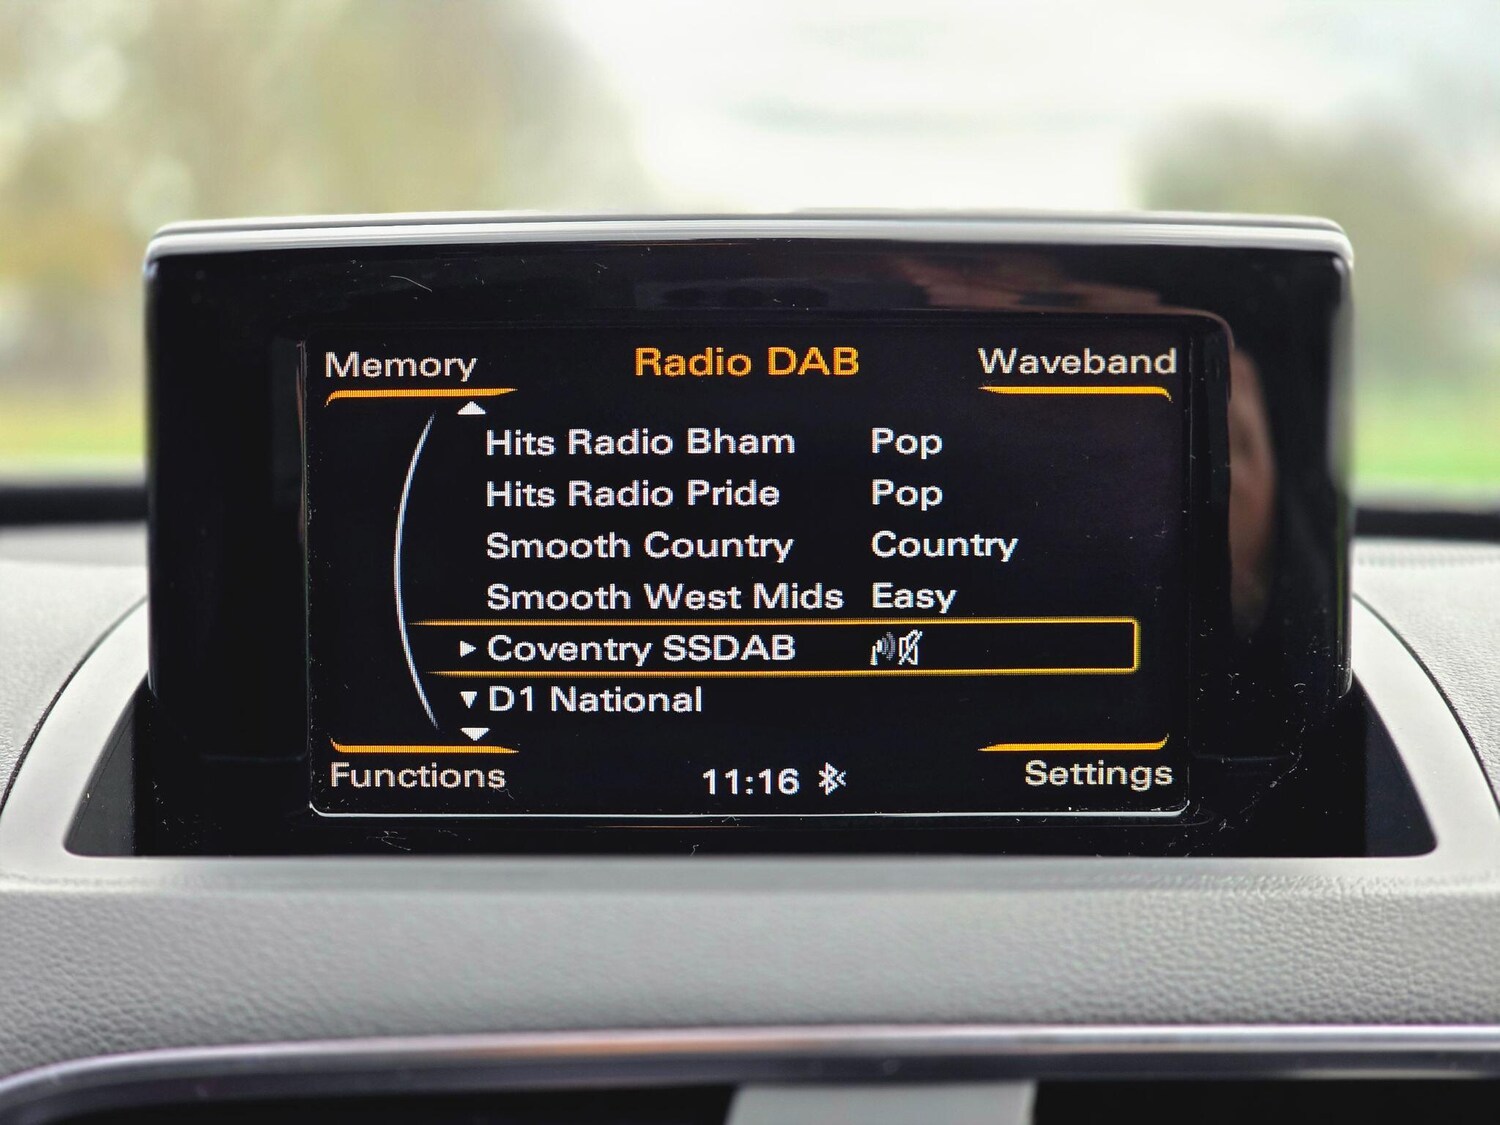 Memory Radio DAB Waveband
Hits Radio Bham Pop
Hits Radio Pride Pop
Smooth Country Country
Smooth West Mids Easy
Coventry SSDAB
D1 National
Functions 11:16 Settings